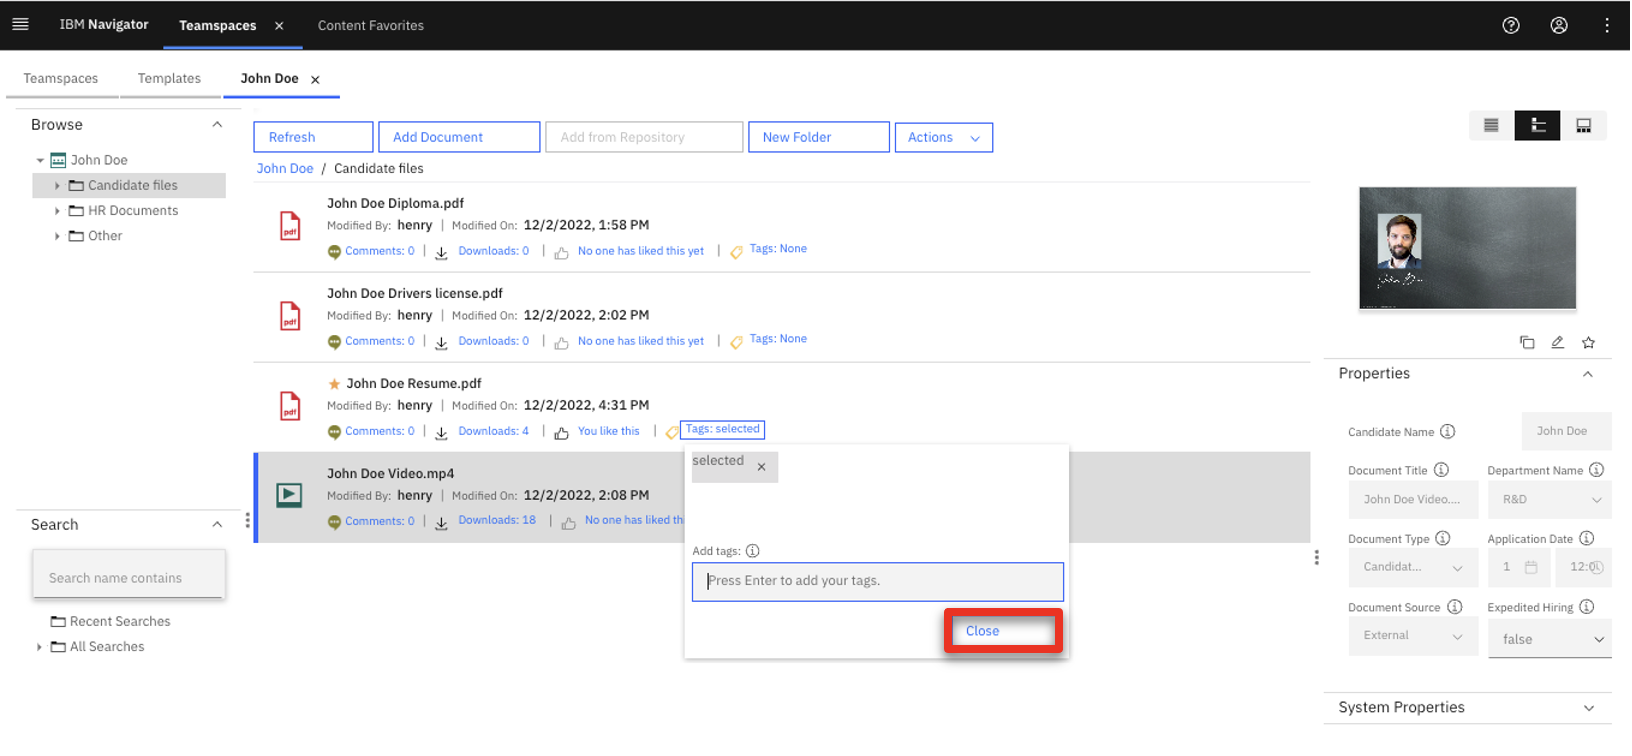 IBM Navigator
Teamspaces
Content Favorites
Teamspaces
Templates
John Doe
Browse
John Doe
Candidate files
HR Documents
Other
Search
Search name contains
Recent Searches
All Searches
Refresh
Add Document
Add from Repository
New Folder
Actions
John Doe / Candidate files
John Doe Diploma.pdf
Modified By: henry | Modified On: 12/2/2022, 1:58 PM
Comments: 0 | Downloads: 0 | No one has liked this yet | Tags: None
John Doe Drivers license.pdf
Modified By: henry | Modified On: 12/2/2022, 2:02 PM
Comments: 0 | Downloads: 0 | No one has liked this yet | Tags: None
John Doe Resume.pdf
Modified By: henry | Modified On: 12/2/2022, 4:31 PM
Comments: 0 | Downloads: 4 | You like this | Tags: selected
John Doe Video.mp4
Modified By: henry | Modified On: 12/2/2022, 2:08 PM
Comments: 0 | Downloads: 18 | No one has liked th
selected
Add tags:
Press Enter to add your tags.
Close
Properties
Candidate Name John Doe
Document Title Department Name
John Doe Video.... R&D
Document Type Application Date
Candidat... 1 12:0
Document Source Expedited Hiring
External false
System Properties